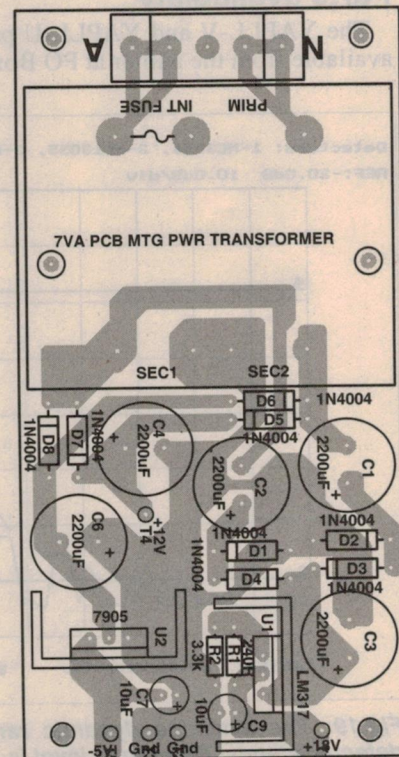 A
N
INT FUSE
PRIM
7VA PCB MTG PWR TRANSFORMER
SEC1
SEC2
D6
1N4004
D5
1N4004
D8
1N4004
D7
1N4004
C4
2200uF
+
C2
2200uF
+
C1
2200uF
+
C6
2200uF
+
+12V
T4
1N4004
D1
D4
1N4004
1N4004
D2
D3
1N4004
7905
U2
U1
LM317
240R
R1
3.3k
R2
C3
2200uF
+
C7
10uF
+
C9
10uF
+
-5V
Gnd
Gnd
+18V